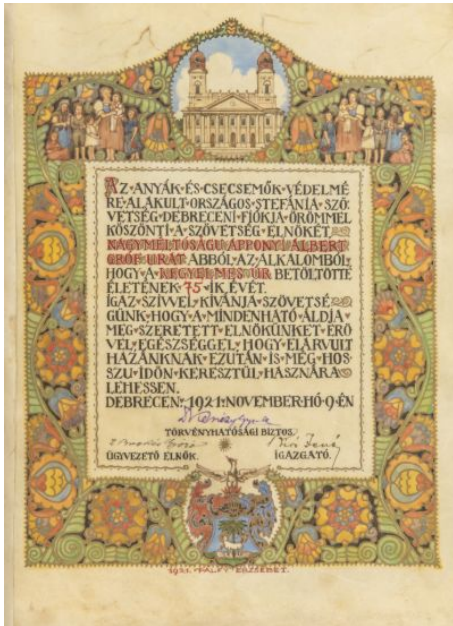 AZ·ANYÁK·ÉS·CSECSEMŐK·VÉDELMÉ
RE·ALAKULT·ORSZÁGOS·STEFÁNIA·SZÖ
VETSÉG·DEBRECENI·FIÓKJA·ÖRÖMMEL
KÖSZÖNTI·A·SZÖVETSÉG·ELNÖKÉT,
NAGYMÉLTÓSÁGU·APPONYI·ALBERT
GRÓF·URAT·ABBÓL·AZ·ALKALOMBÓL,
HOGY·A·KEGYELMES·ÚR·BETÖLTÖTTE
ÉLETÉNEK·75·IK·ÉVÉT.
IGAZ·SZÍVVEL·KÍVÁNJA·SZÖVETSÉ
GÜNK·HOGY·A·MINDENHATÓ·ÁLDJA
MEG·SZERETETT·ELNÖKÜNKET·ERŐ
VEL, EGÉSZSÉGGEL, HOGY·ELÁRVULT
HAZÁNKNAK·EZUTÁN·IS·MÉG·HOS
SZU·IDŐN·KERESZTÜL·HASZNÁRA
LEHESSEN.
DEBRECEN, 1921·NOVEMBER·HÓ·9·ÉN
TÖRVÉNYHATÓSÁGI BIZTOS.
ÜGYVEZETŐ ELNÖK. IGAZGATÓ.
1921. ERZSÉBET.